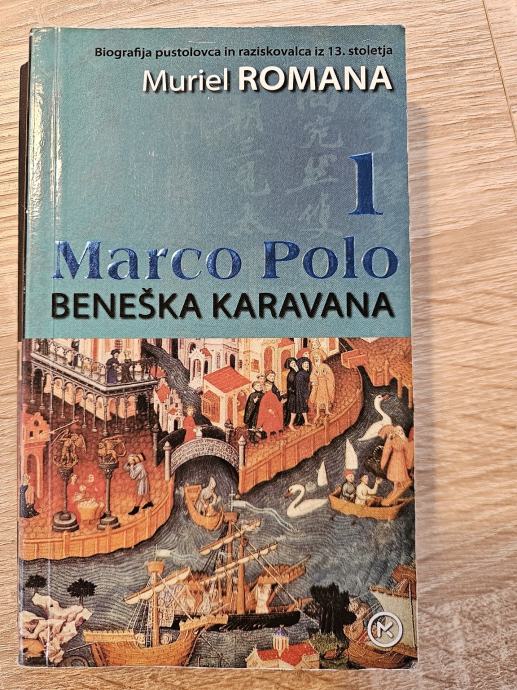 Biografija pustolovca in raziskovalca iz 13. stoletja
Muriel ROMANA
1
Marco Polo
BENEŠKA KARAVANA